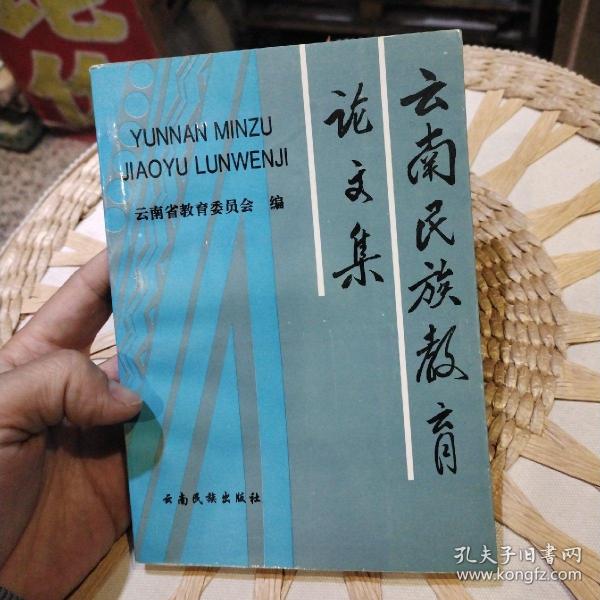 云南民族教育
论文集
YUNNAN MINZU
JIAOYU LUNWENJI
云南省教育委员会 编
云南民族出版社
孔夫子旧书网
www.kongfz.com